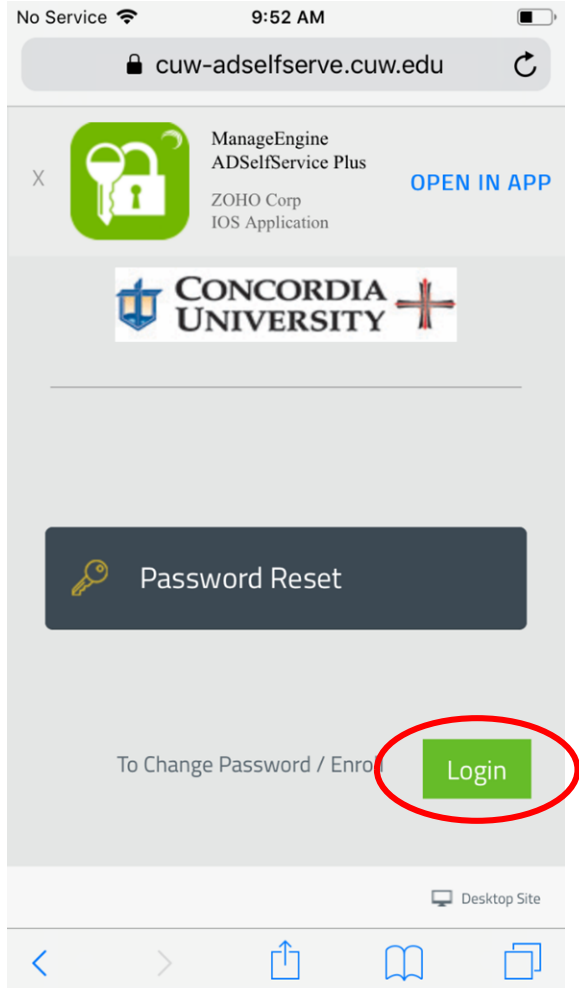 No Service 9:52 AM
cuw-adselfserve.cuw.edu
ManageEngine
ADSelfService Plus
X
OPEN IN APP
ZOHO Corp
IOS Application
CONCORDIA
UNIVERSITY
Password Reset
To Change Password / Enroll
Login
Desktop Site